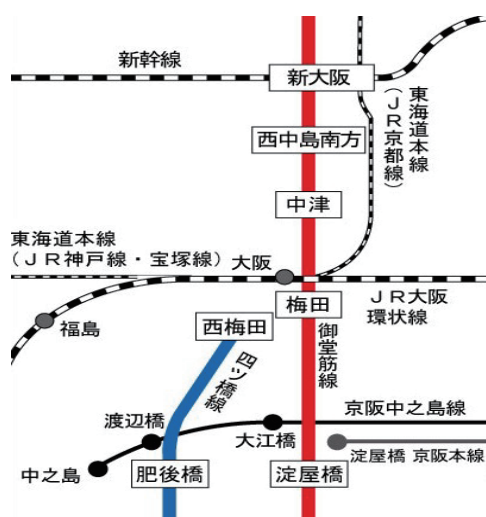 新幹線
新大阪
東海道本線
（ＪＲ京都線）
西中島南方
中津
東海道本線
（ＪＲ神戸線・宝塚線）
大阪
梅田
ＪＲ大阪
環状線
福島
西梅田
御堂筋線
四ツ橋線
渡辺橋
京阪中之島線
大江橋
中之島
肥後橋
淀屋橋
淀屋橋 京阪本線